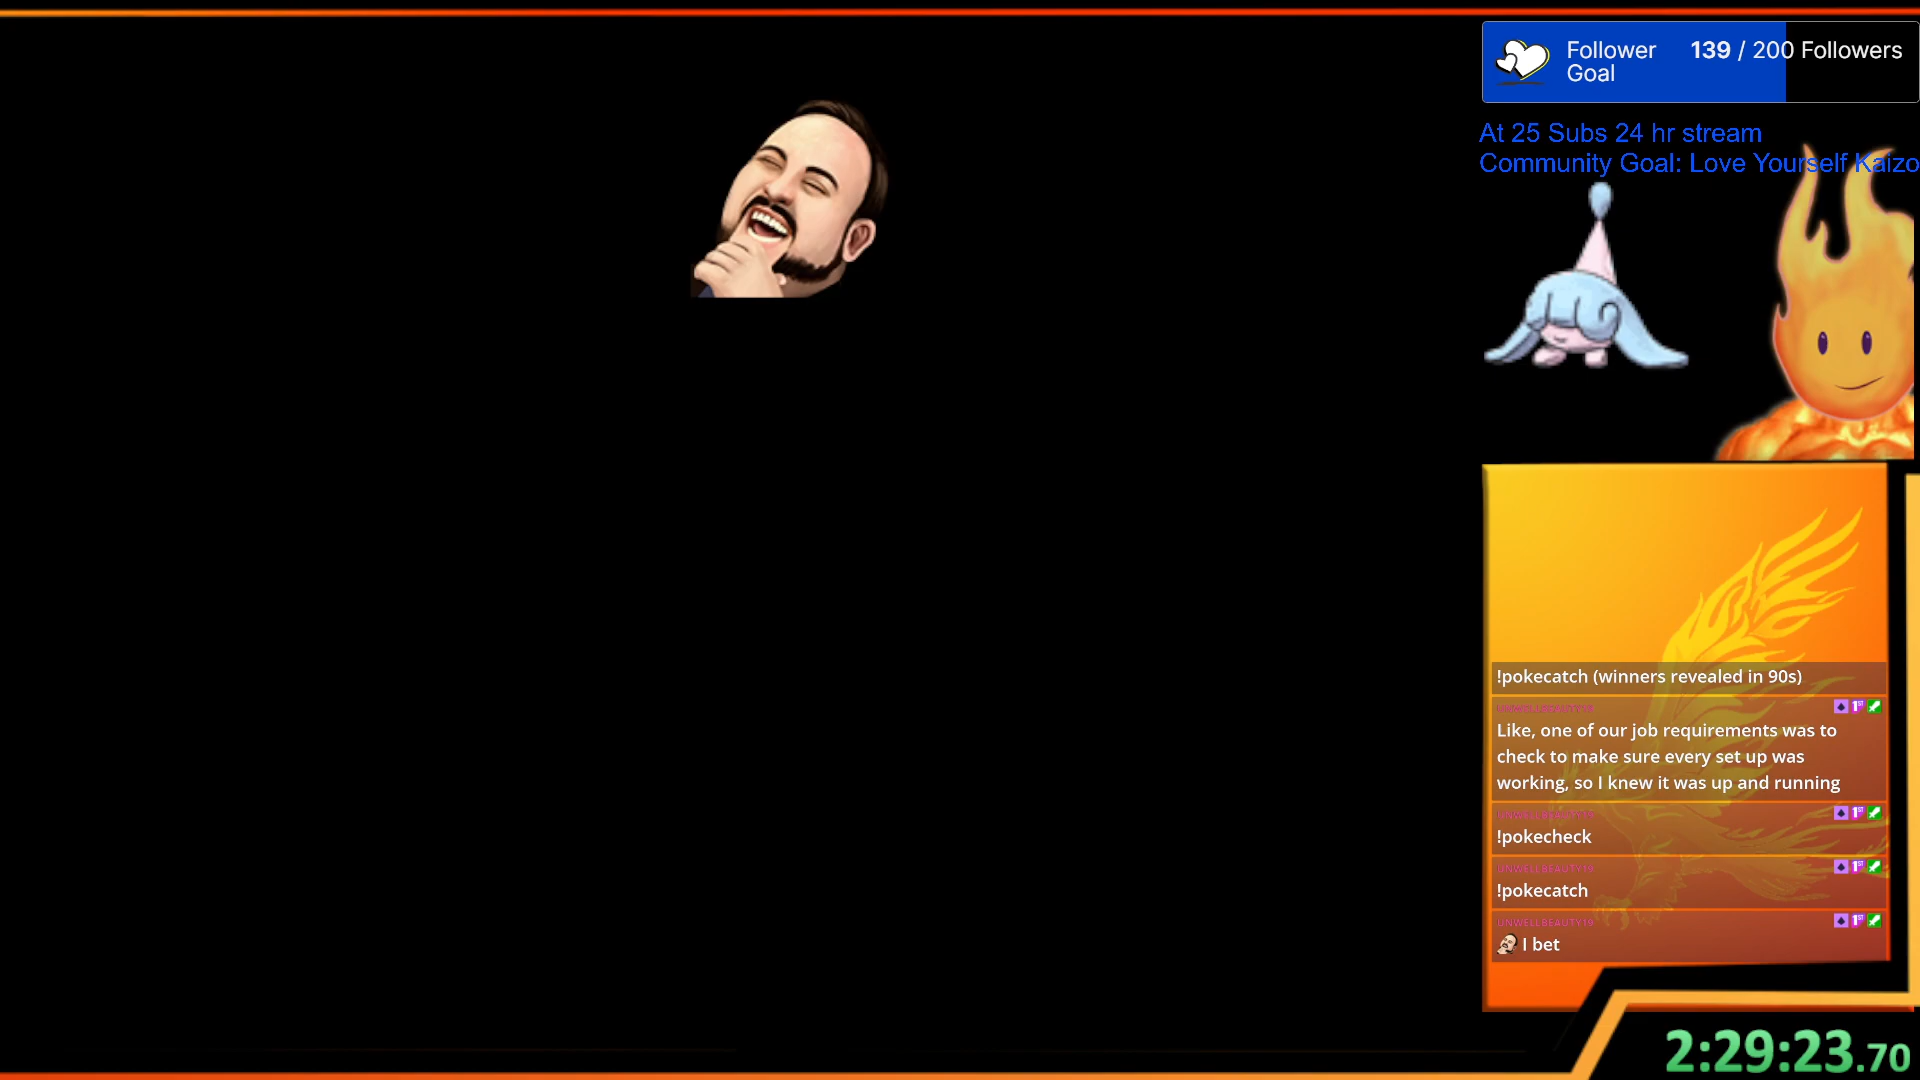 Follower Goal
139 / 200 Followers
At 25 Subs 24 hr stream
Community Goal: Love Yourself Kaizo
!pokecatch (winners revealed in 90s)
Like, one of our job requirements was to
check to make sure every set up was
working, so I knew it was up and running
!pokecheck
UNWELLBEAUTY19
!pokecatch
UNWELLBEAUTY19
I bet
2:29:23.70